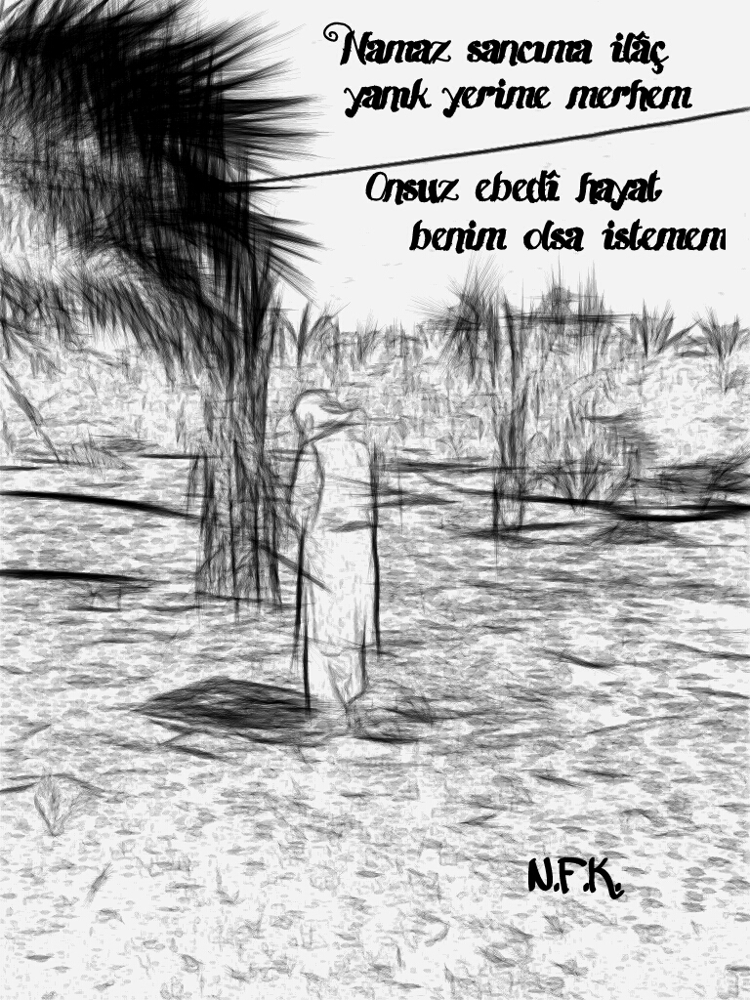 Namaz sancıma ilâç
yanık yerime merhem
Onsuz ebedî hayat
benim olsa istemem
N.F.K.